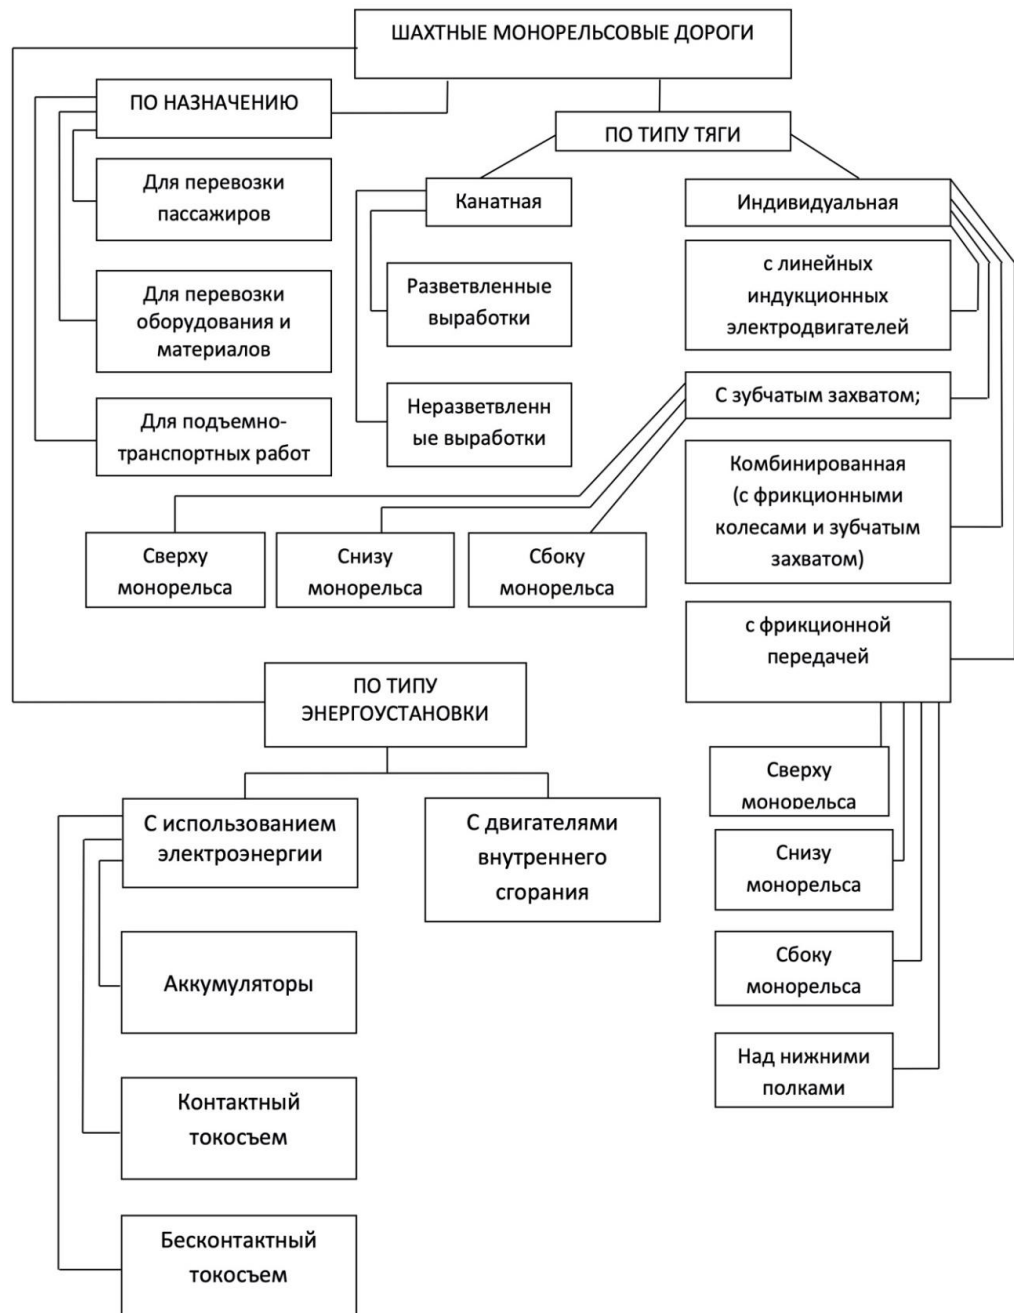 ШАХТНЫЕ МОНОРЕЛЬСОВЫЕ ДОРОГИ
ПО НАЗНАЧЕНИЮ
Для перевозки
пассажиров
Для перевозки
оборудования и
материалов
Для подъемно-
транспортных работ
ПО ТИПУ ТЯГИ
Канатная
Разветвленные
выработки
Неразветвленн
ые выработки
Индивидуальная
с линейных
индукционных
электродвигателей
С зубчатым захватом;
Сверху
монорельса
Снизу
монорельса
Сбоку
монорельса
Комбинированная
(с фрикционными
колесами и зубчатым
захватом)
с фрикционной
передачей
Сверху
монорельса
Снизу
монорельса
Сбоку
монорельса
Над нижними
полками
ПО ТИПУ
ЭНЕРГОУСТАНОВКИ
С использованием
электроэнергии
Аккумуляторы
Контактный
токосъем
Бесконтактный
токосъем
С двигателями
внутреннего
сгорания